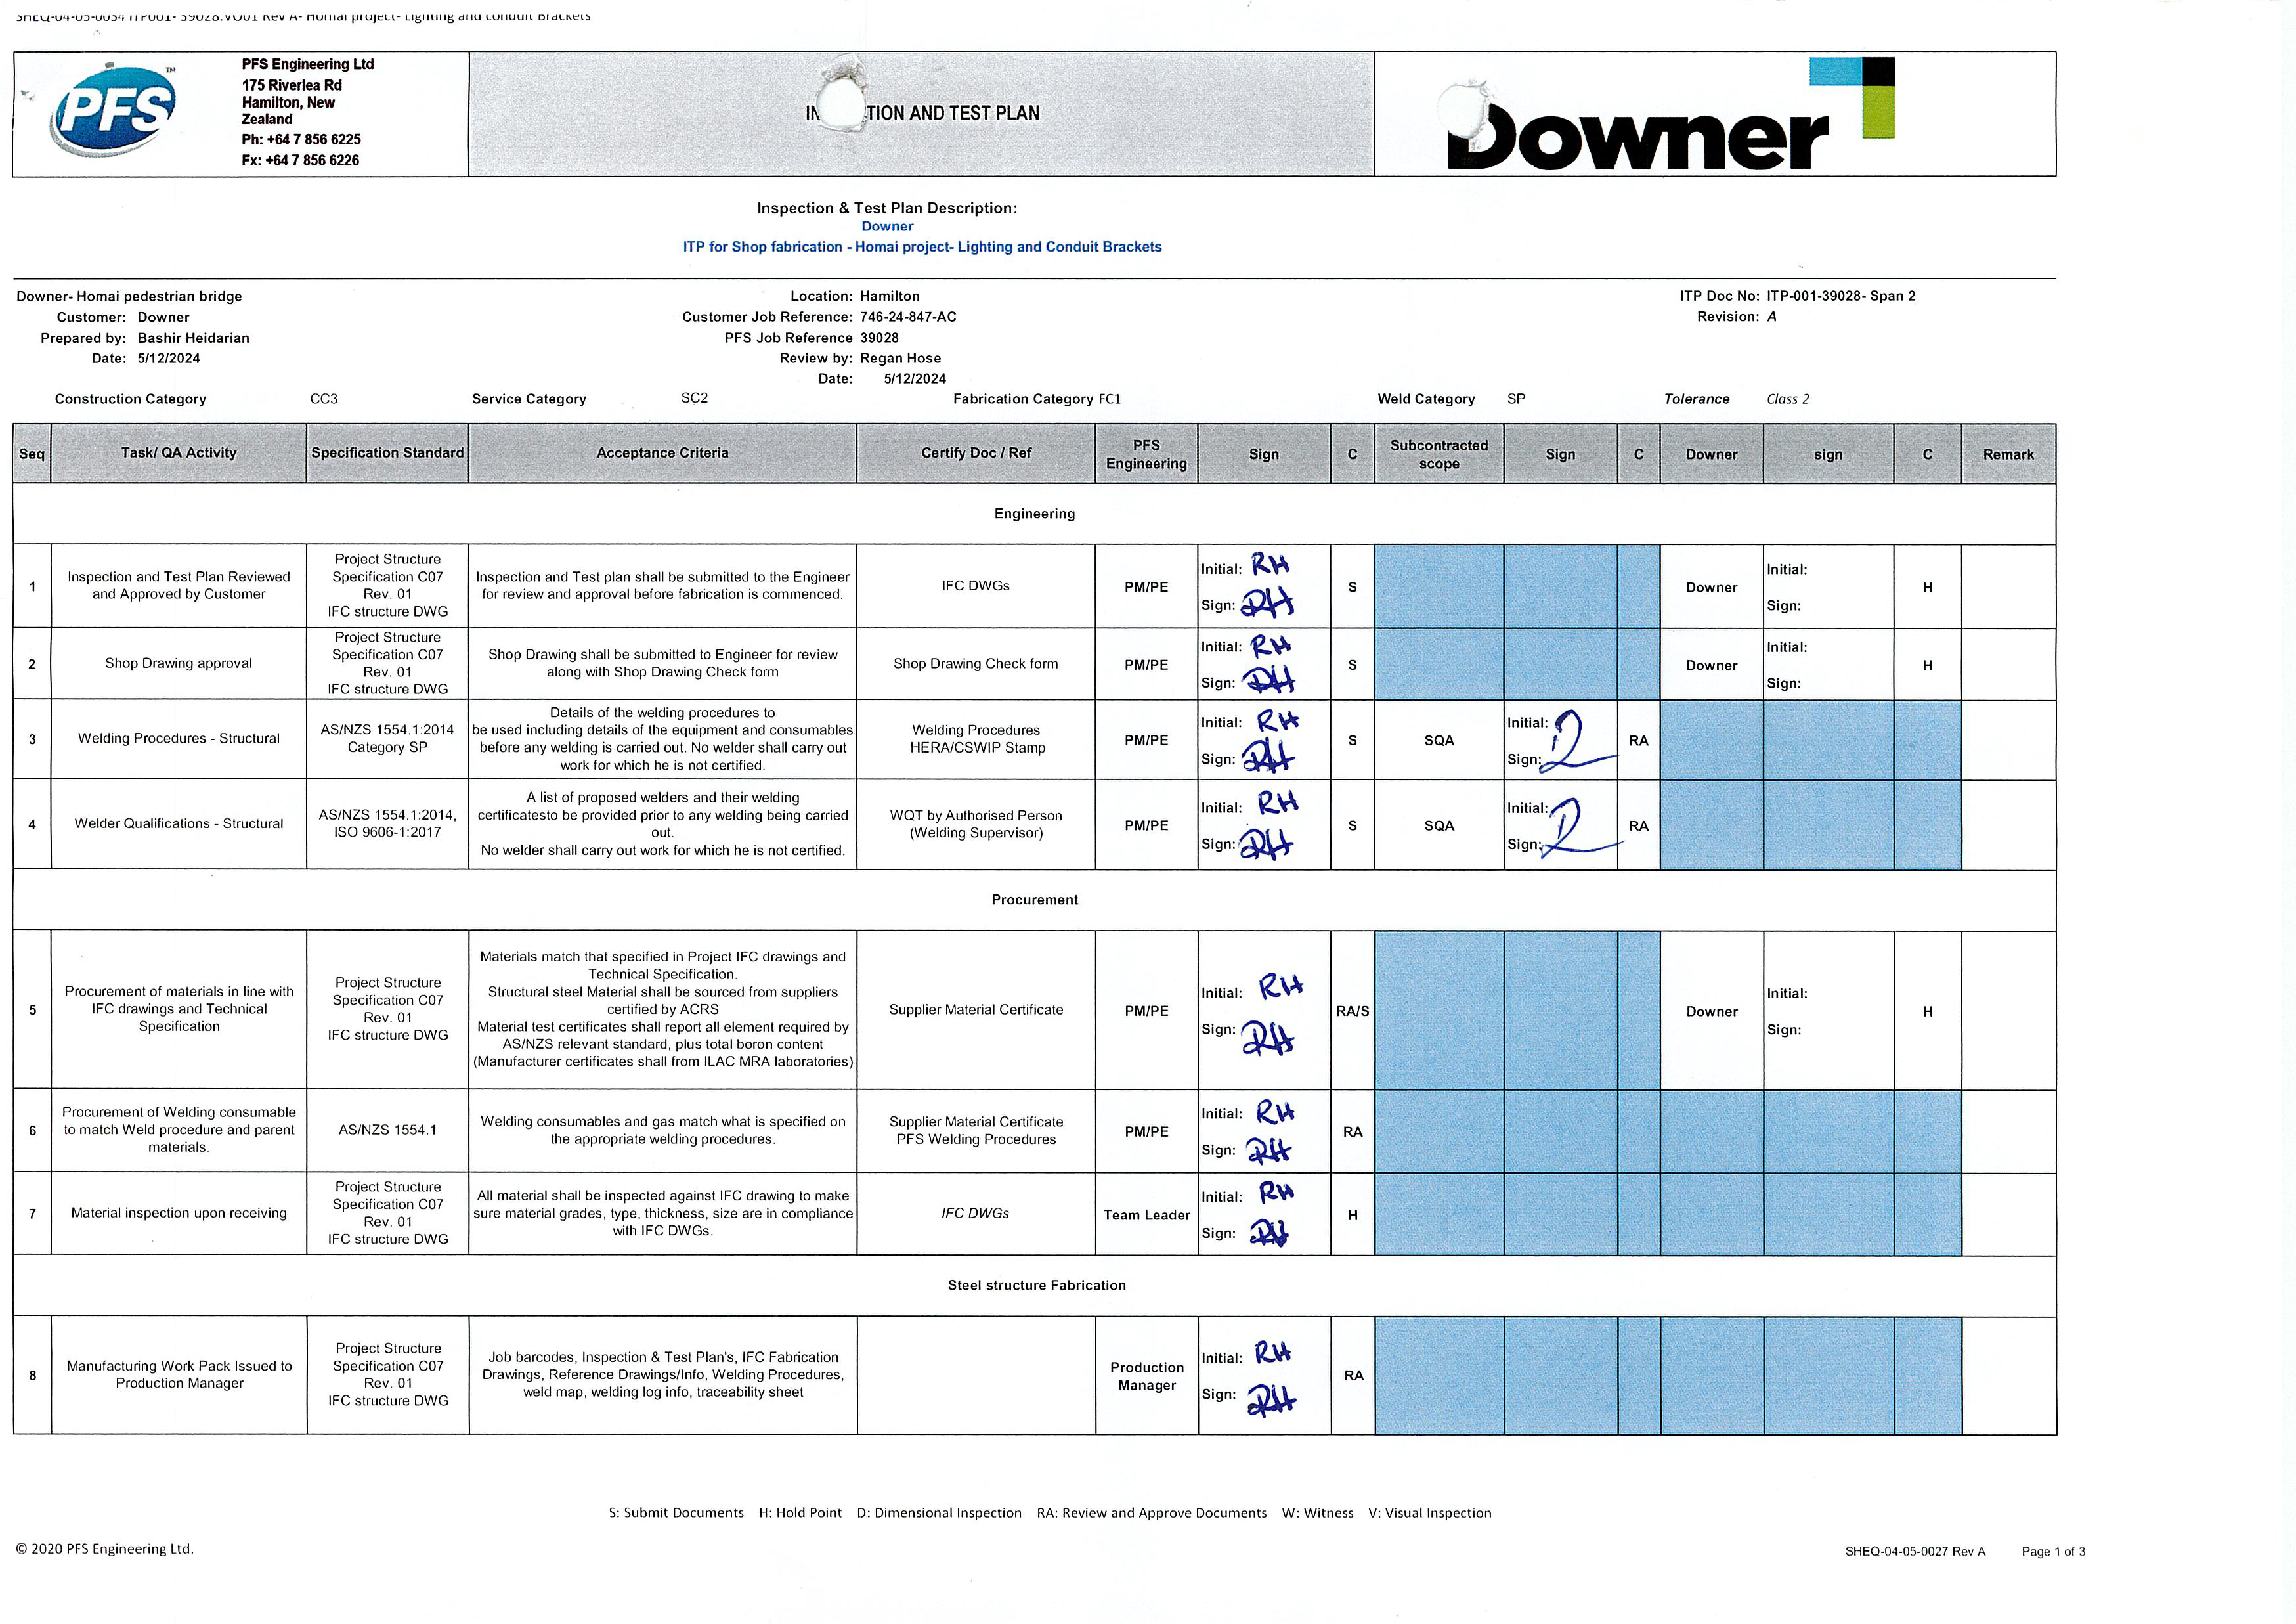 SHEQ-04-05-0034 ITP001- 39028.VO01 Rev A- Homai project- Lighting and Conduit Brackets
PFS
TM
PFS Engineering Ltd
175 Riverlea Rd
Hamilton, New
Zealand
Ph: +64 7 856 6225
Fx: +64 7 856 6226
IN TION AND TEST PLAN
Downer
Inspection & Test Plan Description:
Downer
ITP for Shop fabrication - Homai project- Lighting and Conduit Brackets
Downer- Homai pedestrian bridge
Customer: Downer
Prepared by: Bashir Heidarian
Date: 5/12/2024
Location: Hamilton
Customer Job Reference: 746-24-847-AC
PFS Job Reference 39028
Review by: Regan Hose
Date: 5/12/2024
ITP Doc No: ITP-001-39028- Span 2
Revision: A
Construction Category CC3 Service Category SC2 Fabrication Category FC1 Weld Category SP Tolerance Class 2
Seq Task/ QA Activity Specification Standard Acceptance Criteria Certify Doc / Ref PFS Engineering Sign C Subcontracted scope Sign C Downer sign C Remark
Engineering
1
Inspection and Test Plan Reviewed
and Approved by Customer
Project Structure
Specification C07
Rev. 01
IFC structure DWG
Inspection and Test plan shall be submitted to the Engineer
for review and approval before fabrication is commenced.
IFC DWGs
PM/PE
Initial: RH
Sign: RH
S
Downer
Initial:
Sign:
H
2
Shop Drawing approval
Project Structure
Specification C07
Rev. 01
IFC structure DWG
Shop Drawing shall be submitted to Engineer for review
along with Shop Drawing Check form
Shop Drawing Check form
PM/PE
Initial: RH
Sign: RH
S
Downer
Initial:
Sign:
H
3
Welding Procedures - Structural
AS/NZS 1554.1:2014
Category SP
Details of the welding procedures to
be used including details of the equipment and consumables
before any welding is carried out. No welder shall carry out
work for which he is not certified.
Welding Procedures
HERA/CSWIP Stamp
PM/PE
Initial: RH
Sign: RH
S
SQA
Initial:
Sign:
RA
4
Welder Qualifications - Structural
AS/NZS 1554.1:2014,
ISO 9606-1:2017
A list of proposed welders and their welding
certificatesto be provided prior to any welding being carried
out.
No welder shall carry out work for which he is not certified.
WQT by Authorised Person
(Welding Supervisor)
PM/PE
Initial: RH
Sign: RH
S
SQA
Initial:
Sign:
RA
Procurement
5
Procurement of materials in line with
IFC drawings and Technical
Specification
Project Structure
Specification C07
Rev. 01
IFC structure DWG
Materials match that specified in Project IFC drawings and
Technical Specification.
Structural steel Material shall be sourced from suppliers
certified by ACRS
Material test certificates shall report all element required by
AS/NZS relevant standard, plus total boron content
(Manufacturer certificates shall from ILAC MRA laboratories)
Supplier Material Certificate
PM/PE
Initial: RH
Sign: RH
RA/S
Downer
Initial:
Sign:
H
6
Procurement of Welding consumable
to match Weld procedure and parent
materials.
AS/NZS 1554.1
Welding consumables and gas match what is specified on
the appropriate welding procedures.
Supplier Material Certificate
PFS Welding Procedures
PM/PE
Initial: RH
Sign: RH
RA
7
Material inspection upon receiving
Project Structure
Specification C07
Rev. 01
IFC structure DWG
All material shall be inspected against IFC drawing to make
sure material grades, type, thickness, size are in compliance
with IFC DWGs.
IFC DWGs
Team Leader
Initial: RH
Sign: RH
H
Steel structure Fabrication
8
Manufacturing Work Pack Issued to
Production Manager
Project Structure
Specification C07
Rev. 01
IFC structure DWG
Job barcodes, Inspection & Test Plan's, IFC Fabrication
Drawings, Reference Drawings/Info, Welding Procedures,
weld map, welding log info, traceability sheet
Production
Manager
Initial: RH
Sign: RH
RA
S: Submit Documents H: Hold Point D: Dimensional Inspection RA: Review and Approve Documents W: Witness V: Visual Inspection
© 2020 PFS Engineering Ltd.
SHEQ-04-05-0027 Rev A Page 1 of 3